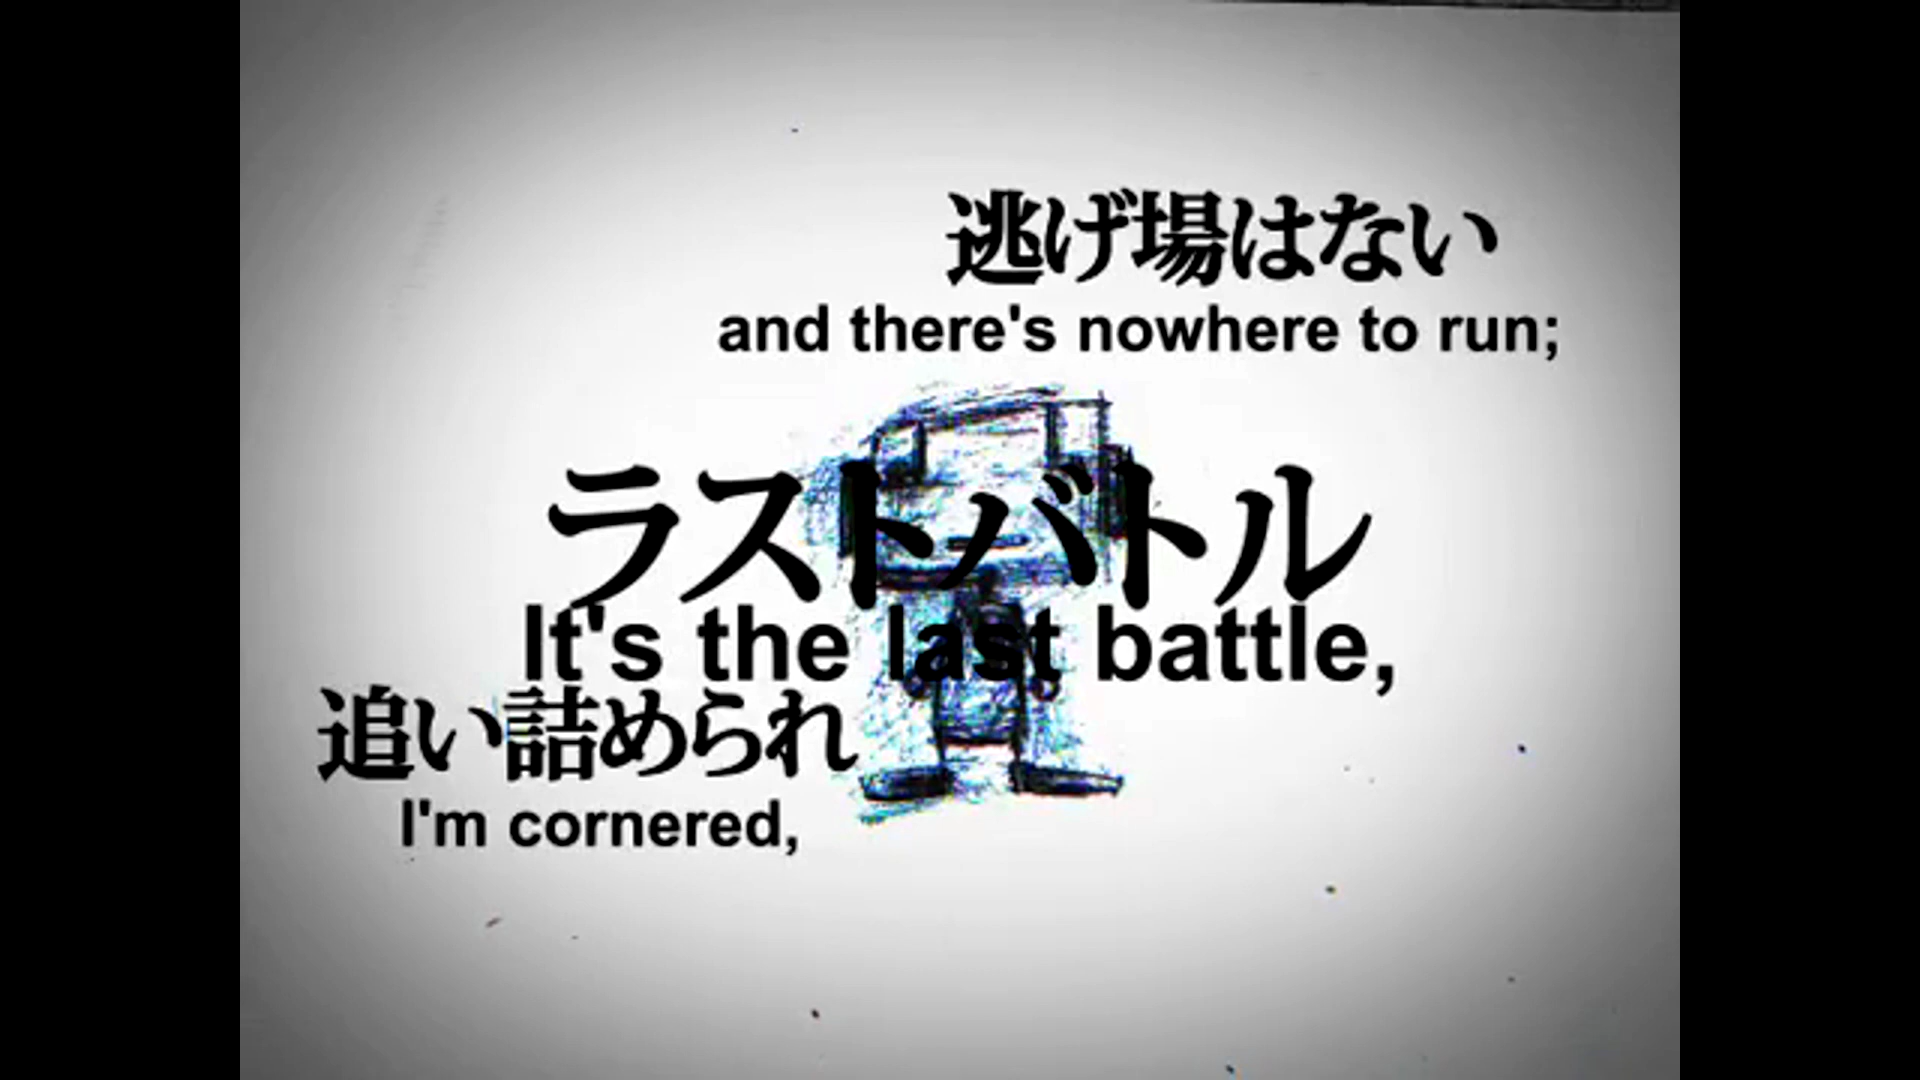 逃げ場はない
and there's nowhere to run;
ラストバトル
It's the last battle,
追い詰められ
I'm cornered,